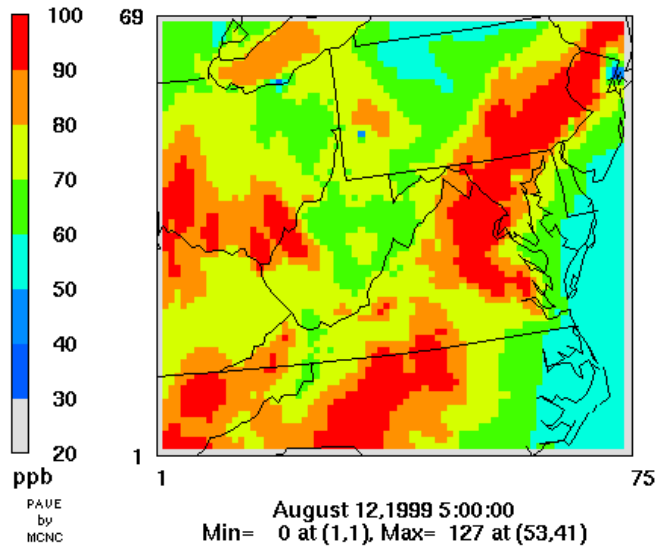 100
90
80
70
60
50
40
30
20
ppb
PAVE
by
MCNC
69
1
1
75
August 12,1999 5:00:00
Min= 0 at (1,1), Max= 127 at (53,41)